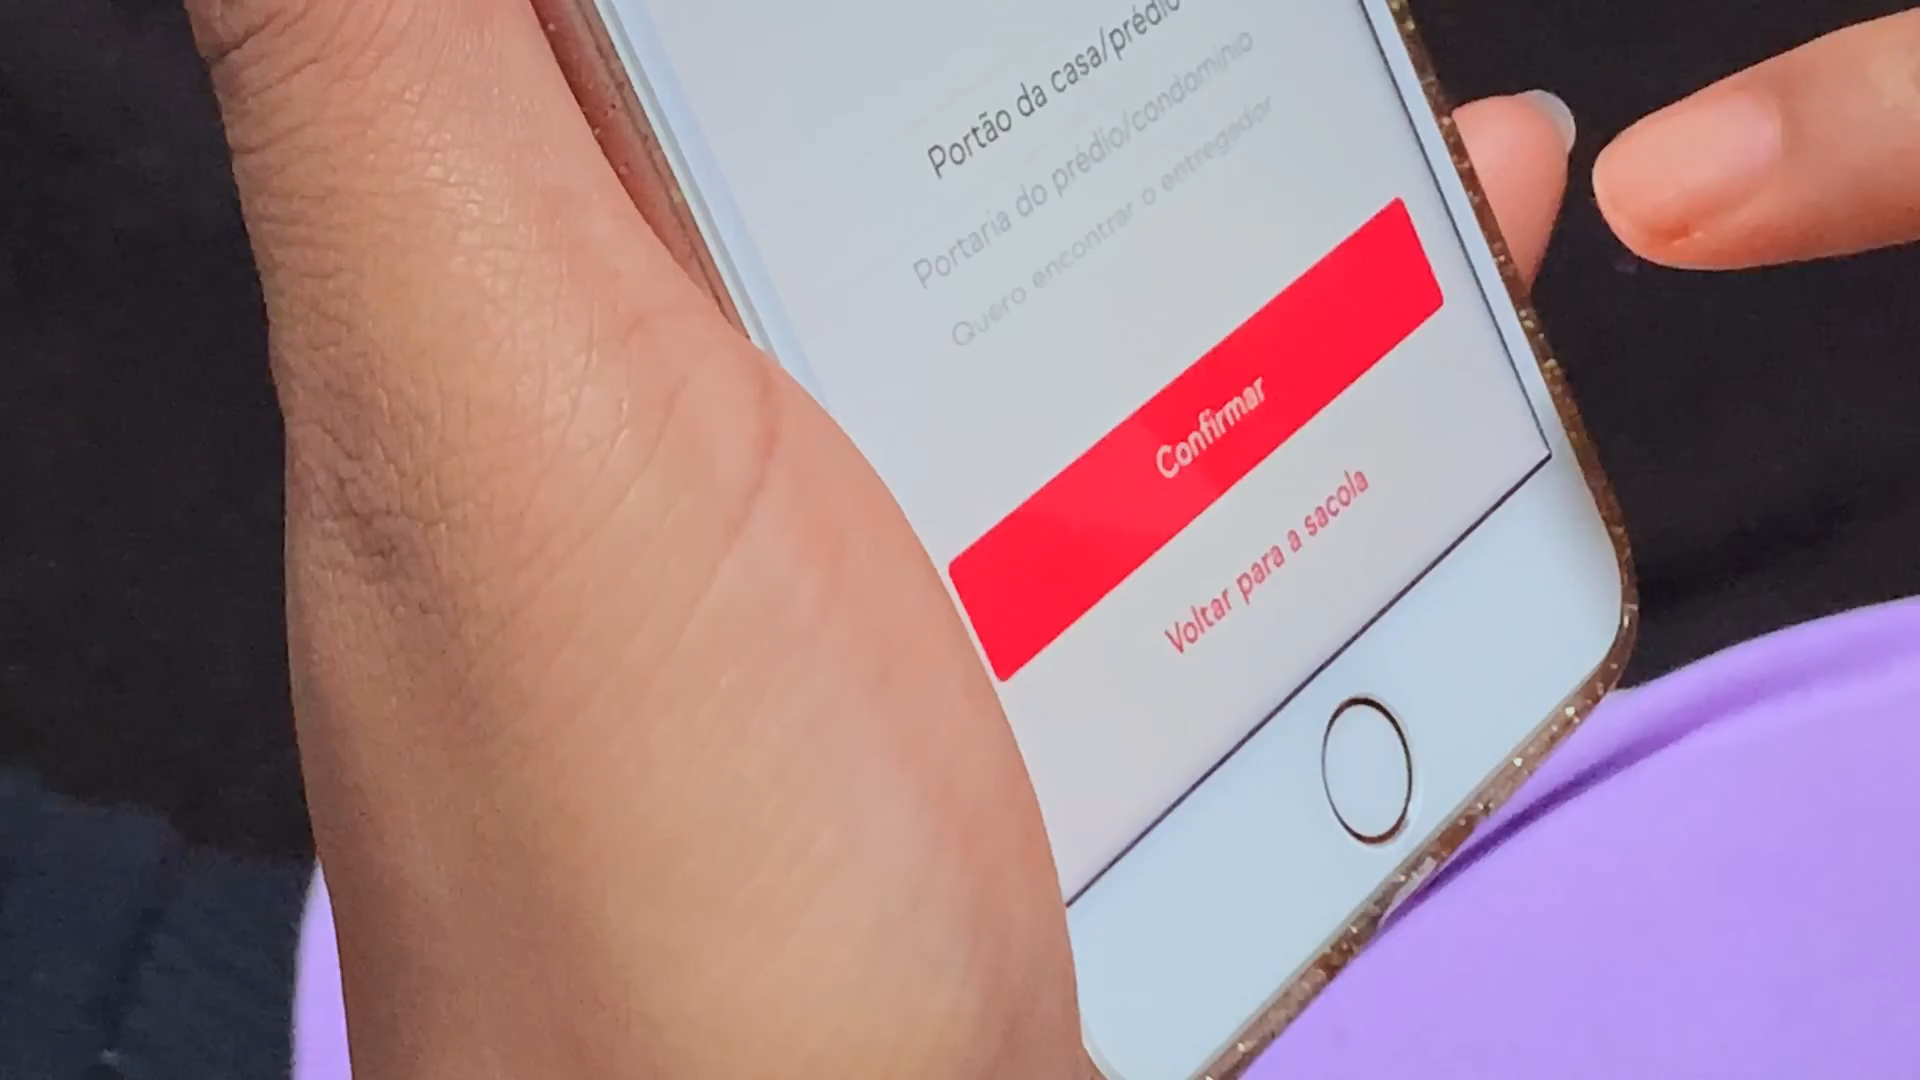 Portão da casa/prédio
Portaria do prédio/condomínio
Quero encontrar o entregador
Confirmar
Voltar para a sacola